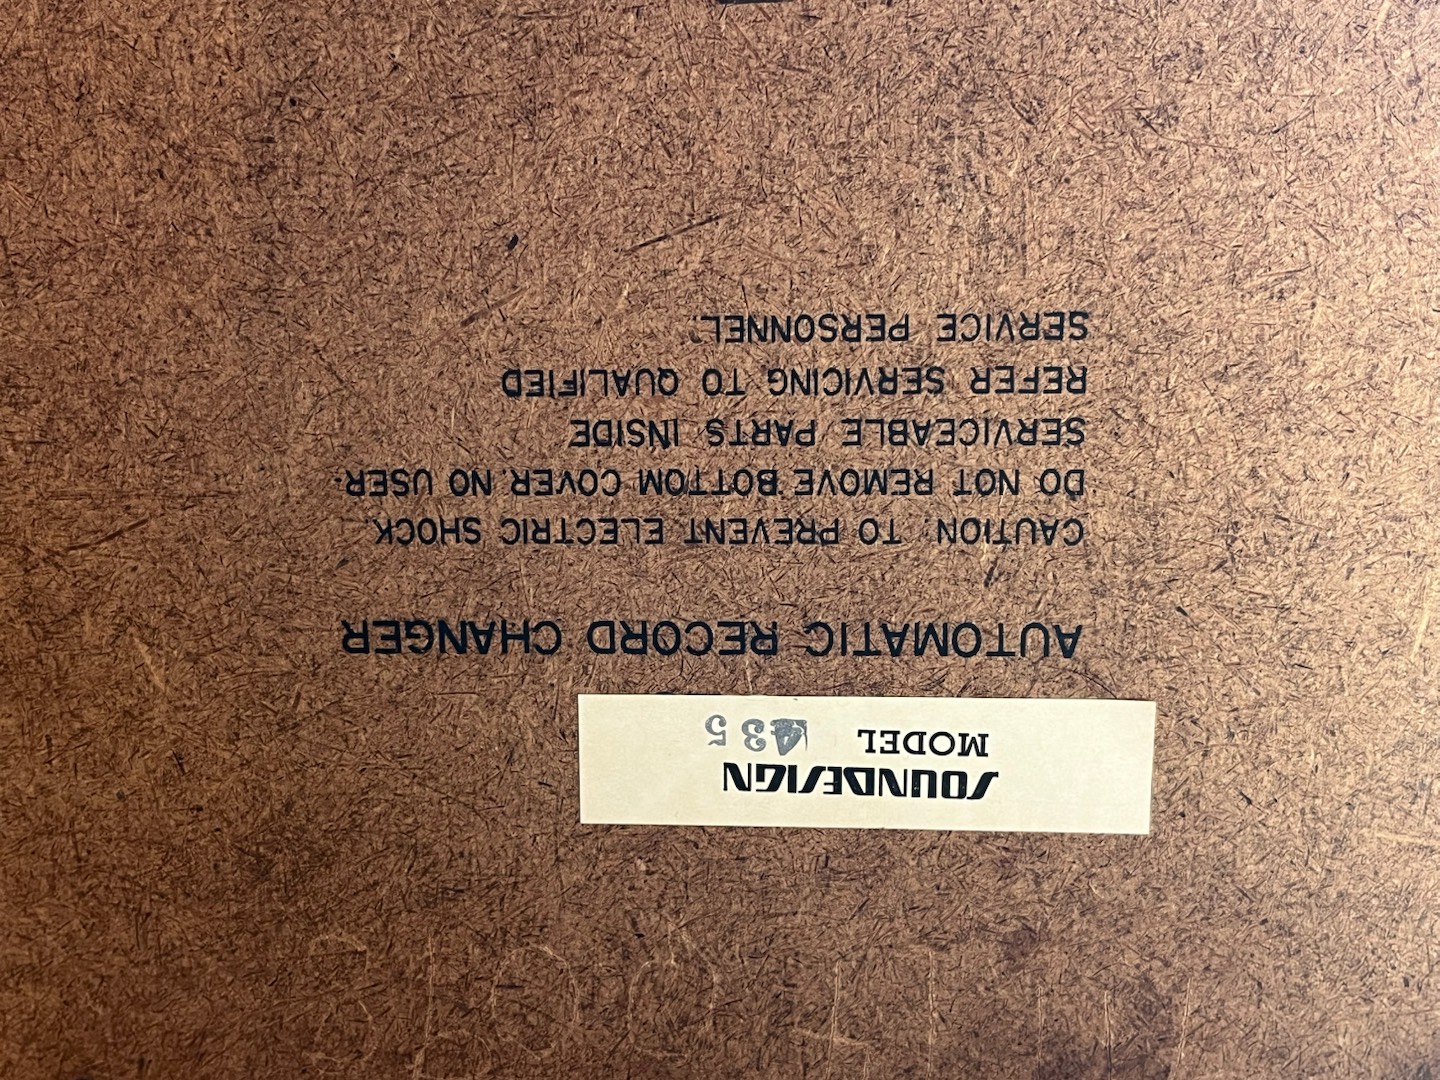 SOUNDESIGN
MODEL 435
AUTOMATIC RECORD CHANGER
CAUTION: TO PREVENT ELECTRIC SHOCK,
DO NOT REMOVE BOTTOM COVER. NO USER-
SERVICEABLE PARTS INSIDE
REFER SERVICING TO QUALIFIED
SERVICE PERSONNEL.